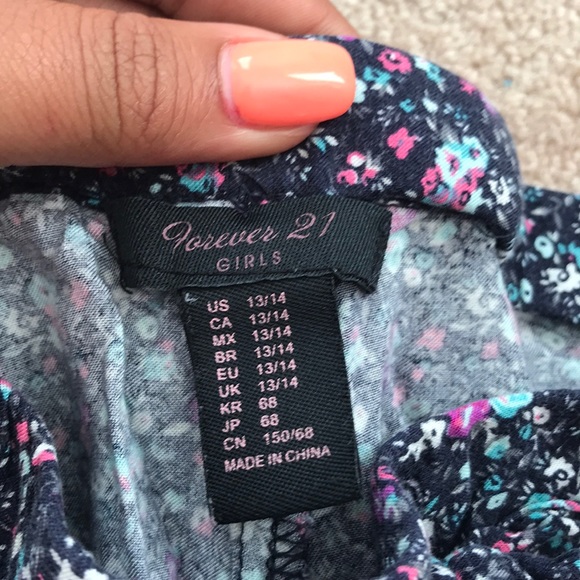 Forever 21
GIRLS
US 13/14
CA 13/14
MX 13/14
BR 13/14
EU 13/14
UK 13/14
KR 68
JP 68
CN 150/68
MADE IN CHINA